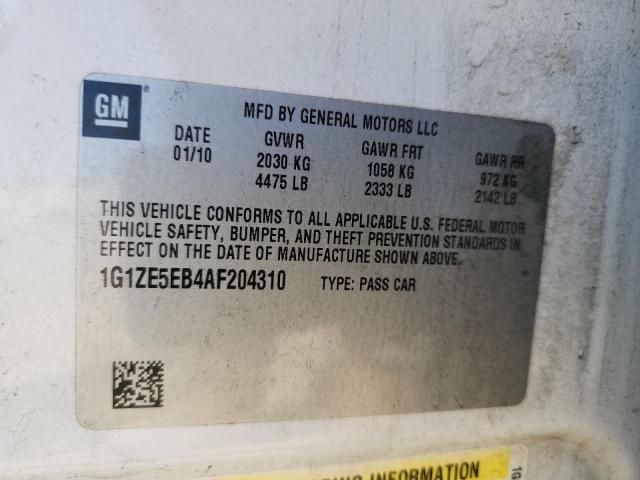 GM
MFD BY GENERAL MOTORS LLC
DATE GVWR GAWR FRT GAWR RR
01/10 2030 KG 1058 KG 972 KG
4475 LB 2333 LB 2142 LB
THIS VEHICLE CONFORMS TO ALL APPLICABLE U.S. FEDERAL MOTOR
VEHICLE SAFETY, BUMPER, AND THEFT PREVENTION STANDARDS IN
EFFECT ON THE DATE OF MANUFACTURE SHOWN ABOVE.
1G1ZE5EB4AF204310 TYPE: PASS CAR
INFORMATION
1G